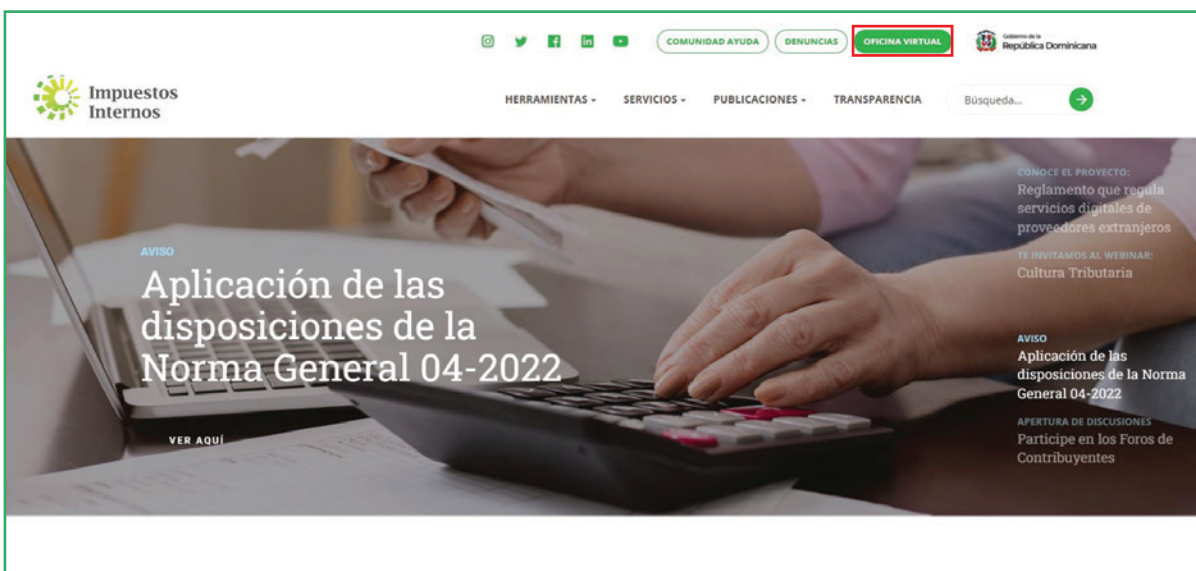 COMUNIDAD AYUDA
DENUNCIAS
OFICINA VIRTUAL
Gobierno de la
República Dominicana
Impuestos
Internos
HERRAMIENTAS
SERVICIOS
PUBLICACIONES
TRANSPARENCIA
Búsqueda...
AVISO
Aplicación de las
disposiciones de la
Norma General 04-2022
VER AQUÍ
CONOCE EL PROYECTO:
Reglamento que regula
servicios digitales de
proveedores extranjeros
TE INVITAMOS AL WEBINAR:
Cultura Tributaria
AVISO
Aplicación de las
disposiciones de la Norma
General 04-2022
APERTURA DE DISCUSIONES
Participe en los Foros de
Contribuyentes